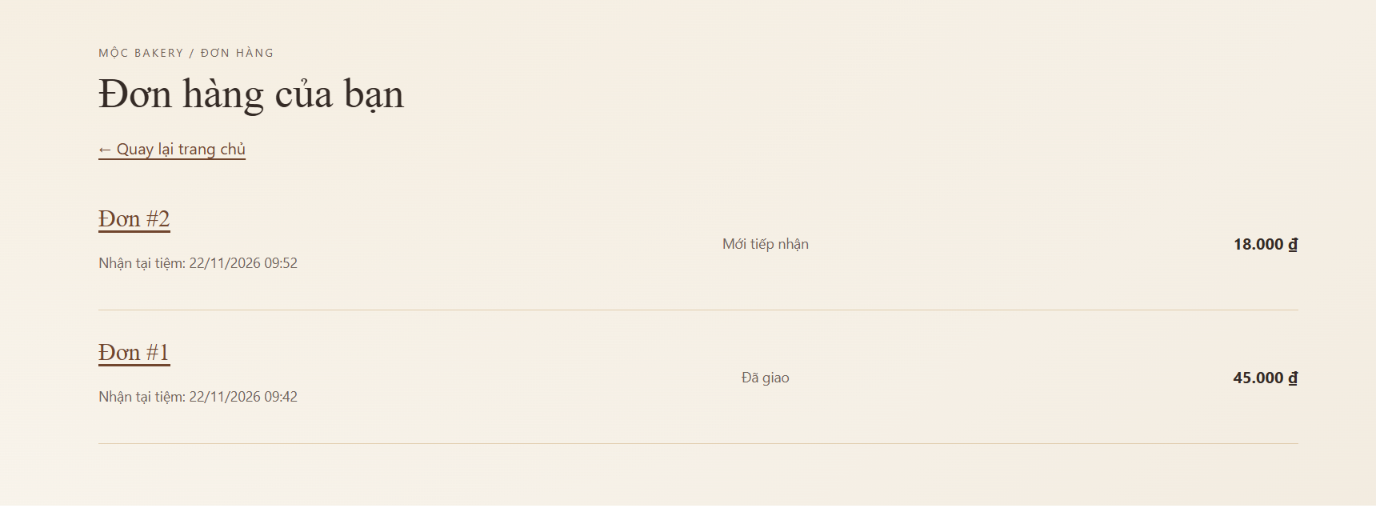 MỘC BAKERY / ĐƠN HÀNG
Đơn hàng của bạn
← Quay lại trang chủ
Đơn #2
Nhận tại tiệm: 22/11/2026 09:52
Mới tiếp nhận
18.000 ₫
Đơn #1
Nhận tại tiệm: 22/11/2026 09:42
Đã giao
45.000 ₫